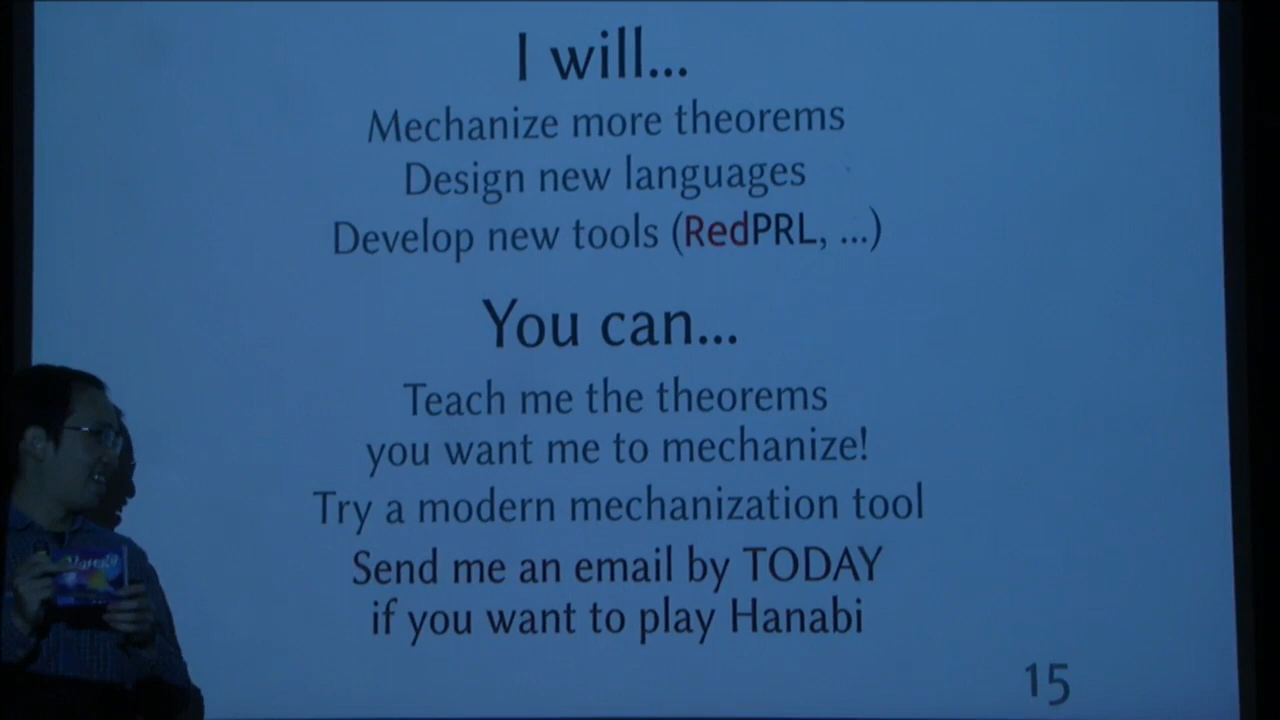 I will...
Mechanize more theorems
Design new languages
Develop new tools (RedPRL, ...)
You can...
Teach me the theorems
you want me to mechanize!
Try a modern mechanization tool
Send me an email by TODAY
if you want to play Hanabi
15